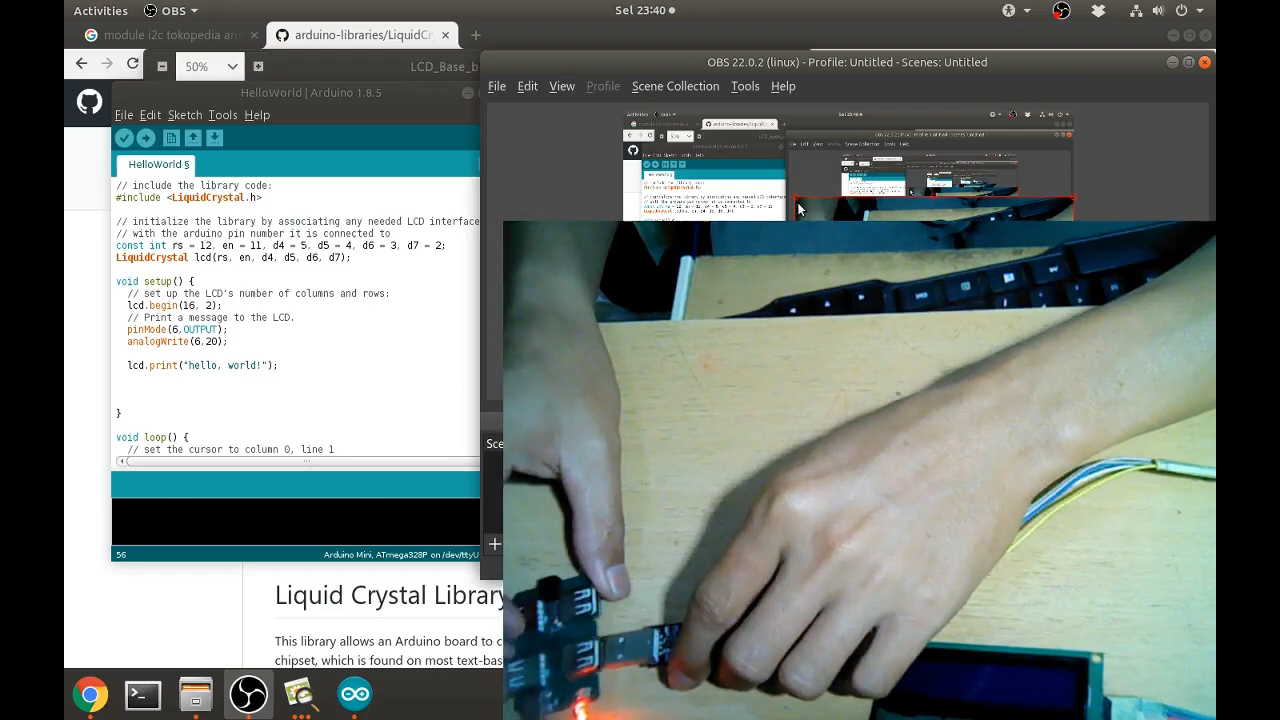 Activities
OBS
Sel 23:40
module i2c tokopedia ard
arduino-libraries/LiquidCr
50%
LCD_Base_b
HelloWorld | Arduino 1.8.5
File Edit Sketch Tools Help
HelloWorld §
// include the library code:
#include <LiquidCrystal.h>
// initialize the library by associating any needed LCD interface
// with the arduino pin number it is connected to
const int rs = 12, en = 11, d4 = 5, d5 = 4, d6 = 3, d7 = 2;
LiquidCrystal lcd(rs, en, d4, d5, d6, d7);
void setup() {
// set up the LCD's number of columns and rows:
lcd.begin(16, 2);
// Print a message to the LCD.
pinMode(6,OUTPUT);
analogWrite(6,20);
lcd.print("hello, world!");
}
void loop() {
// set the cursor to column 0, line 1
56
Arduino Mini, ATmega328P on /dev/ttyU
OBS 22.0.2 (linux) - Profile: Untitled - Scenes: Untitled
File Edit View Profile Scene Collection Tools Help
Sce
Liquid Crystal Library
This library allows an Arduino board to c
chipset, which is found on most text-bas